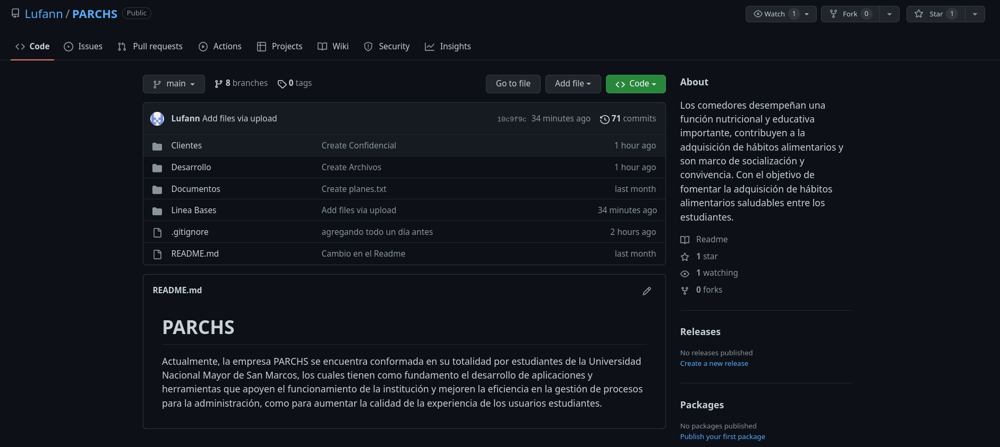 Lufann / PARCHS Public
Watch 1 Fork 0 Star 1
Code Issues Pull requests Actions Projects Wiki Security Insights
main 8 branches 0 tags Go to file Add file Code
Lufann Add files via upload 10c9f9c 34 minutes ago 71 commits
Clientes Create Confidencial 1 hour ago
Desarrollo Create Archivos 1 hour ago
Documentos Create planes.txt last month
Linea Bases Add files via upload 34 minutes ago
.gitignore agregando todo un día antes 2 hours ago
README.md Cambio en el Readme last month
README.md
PARCHS
Actualmente, la empresa PARCHS se encuentra conformada en su totalidad por estudiantes de la Universidad
Nacional Mayor de San Marcos, los cuales tienen como fundamento el desarrollo de aplicaciones y
herramientas que apoyen el funcionamiento de la institución y mejoren la eficiencia en la gestión de procesos
para la administración, como para aumentar la calidad de la experiencia de los usuarios estudiantes.
About
Los comedores desempeñan una
función nutricional y educativa
importante, contribuyen a la
adquisición de hábitos alimentarios y
son marco de socialización y
convivencia. Con el objetivo de
fomentar la adquisición de hábitos
alimentarios saludables entre los
estudiantes.
Readme
1 star
1 watching
0 forks
Releases
No releases published
Create a new release
Packages
No packages published
Publish your first package